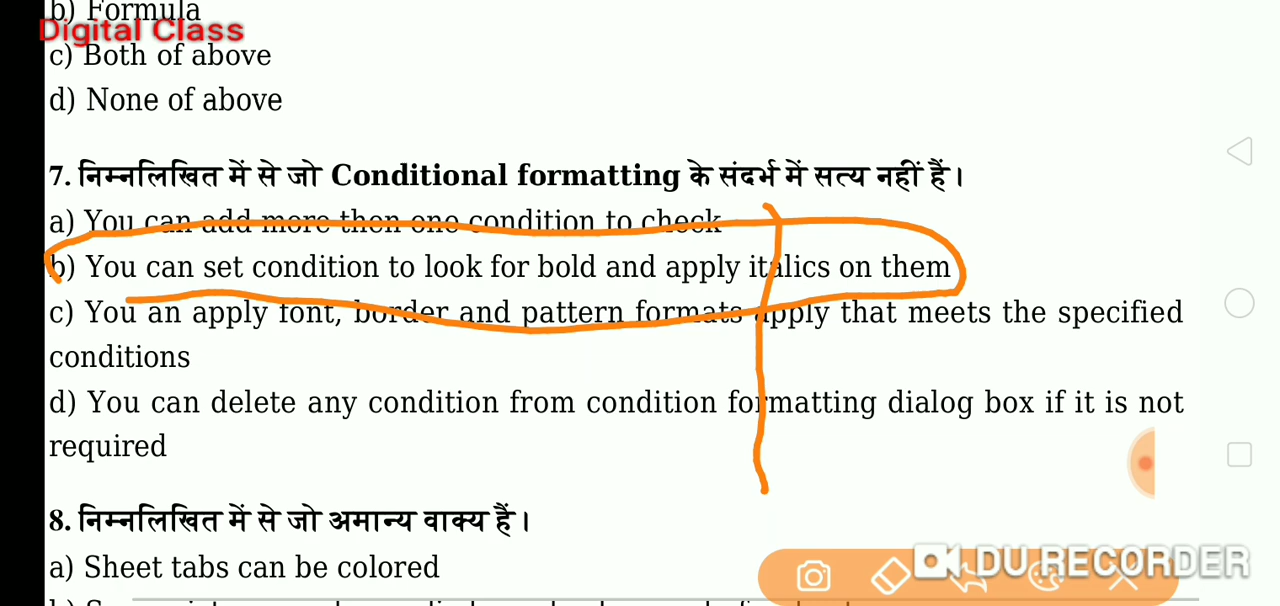 b) Formula
Digital Class
c) Both of above
d) None of above
7. निम्नलिखित में से जो Conditional formatting के संदर्भ में सत्य नहीं हैं।
a) You can add more then one condition to check
b) You can set condition to look for bold and apply italics on them
c) You an apply font, border and pattern formats apply that meets the specified
conditions
d) You can delete any condition from condition formatting dialog box if it is not
required
8. निम्नलिखित में से जो अमान्य वाक्य हैं।
a) Sheet tabs can be colored
DU RECORDER